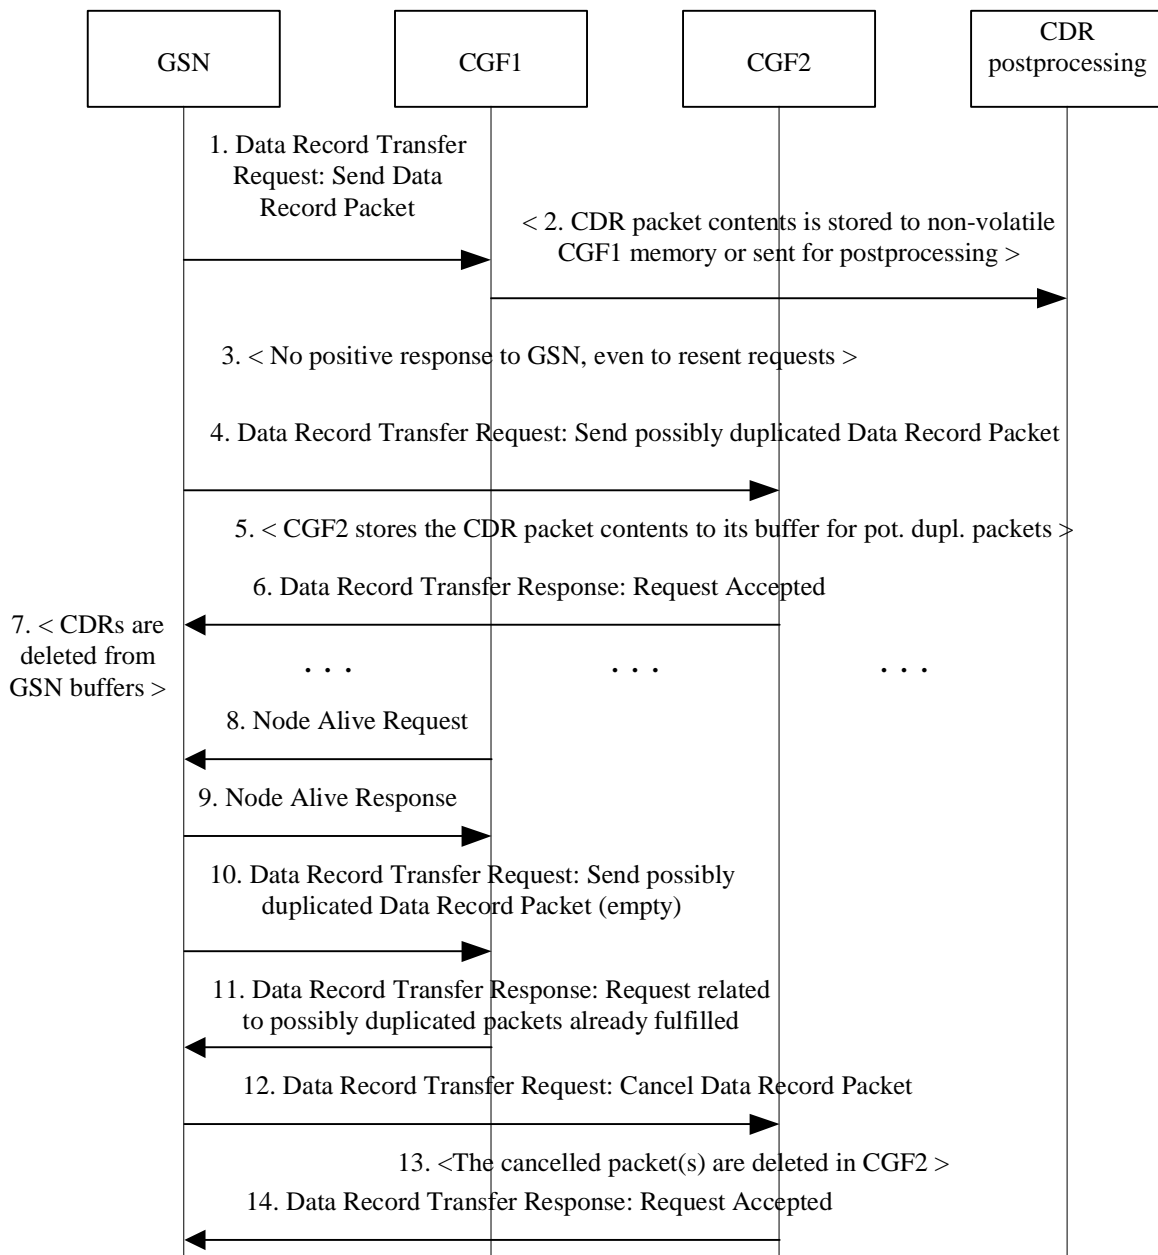 GSN
CGF1
CGF2
CDR
postprocessing
1. Data Record Transfer
Request: Send Data
Record Packet
< 2. CDR packet contents is stored to non-volatile
CGF1 memory or sent for postprocessing >
3. < No positive response to GSN, even to resent requests >
4. Data Record Transfer Request: Send possibly duplicated Data Record Packet
5. < CGF2 stores the CDR packet contents to its buffer for pot. dupl. packets >
6. Data Record Transfer Response: Request Accepted
7. < CDRs are
deleted from
GSN buffers >
. . .
. . .
. . .
8. Node Alive Request
9. Node Alive Response
10. Data Record Transfer Request: Send possibly
duplicated Data Record Packet (empty)
11. Data Record Transfer Response: Request related
to possibly duplicated packets already fulfilled
12. Data Record Transfer Request: Cancel Data Record Packet
13. <The cancelled packet(s) are deleted in CGF2 >
14. Data Record Transfer Response: Request Accepted